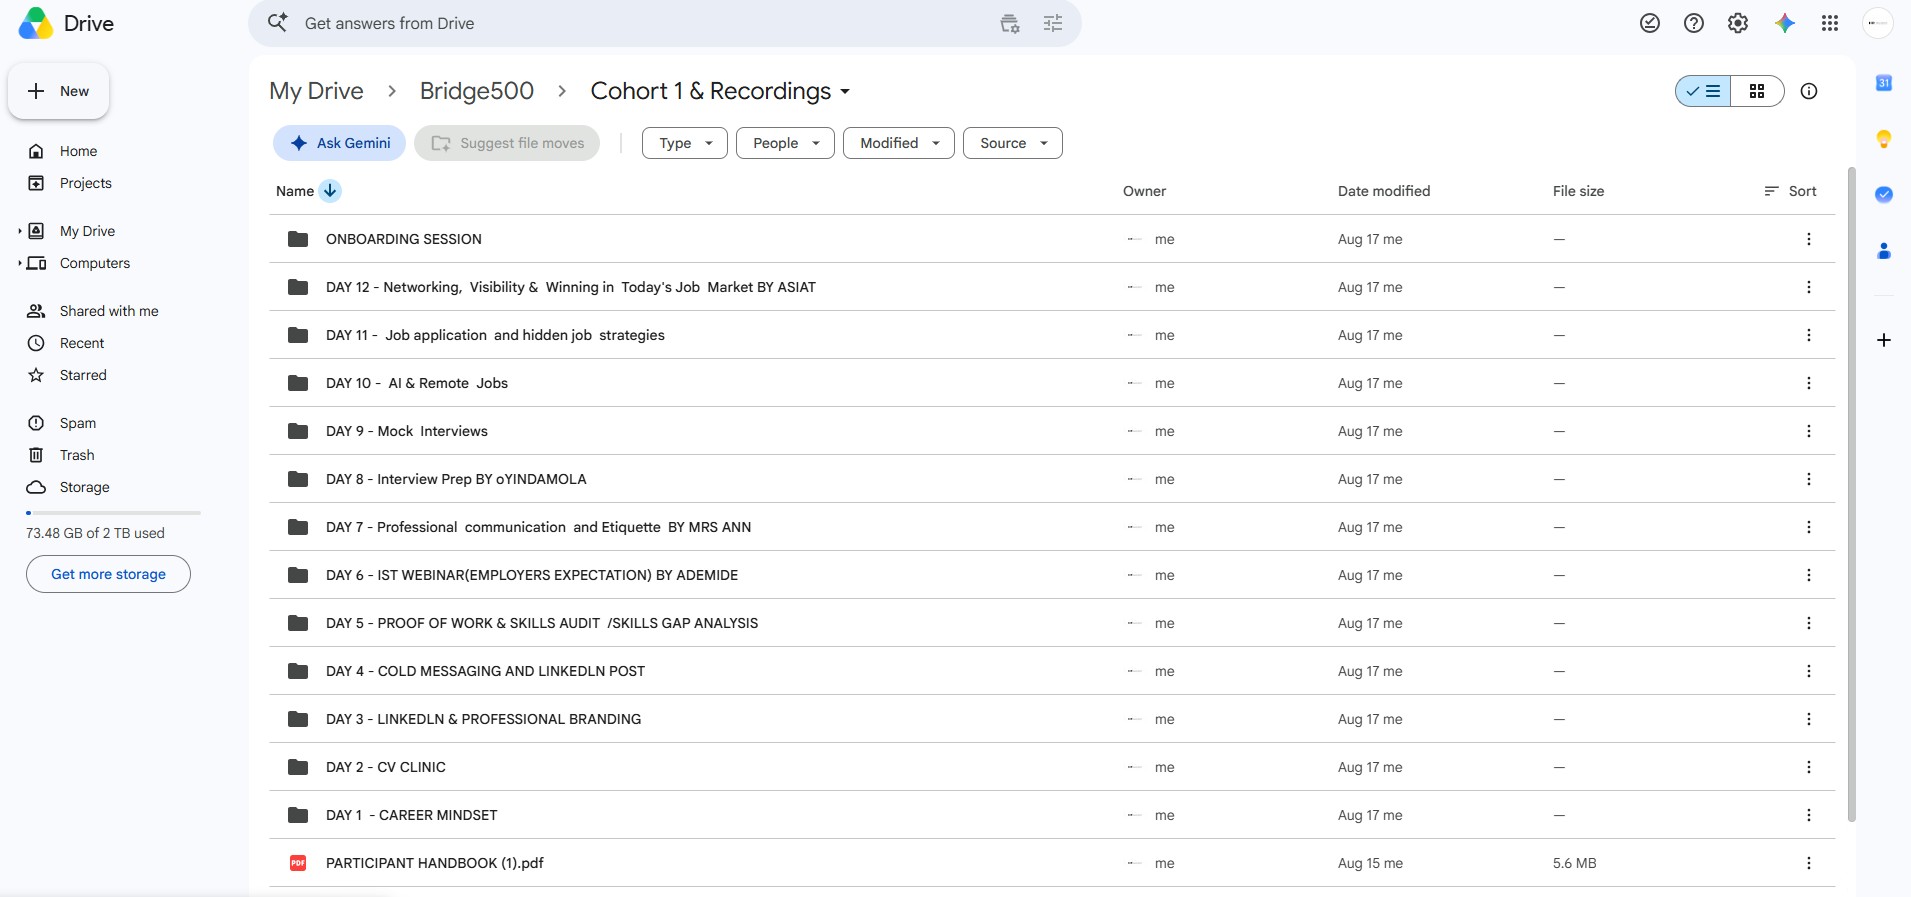 Drive
Get answers from Drive
New
Home
Projects
My Drive
Computers
Shared with me
Recent
Starred
Spam
Trash
Storage
73.48 GB of 2 TB used
Get more storage
My Drive > Bridge500 > Cohort 1 & Recordings
Ask Gemini Suggest file moves Type People Modified Source
Name Owner Date modified File size Sort
ONBOARDING SESSION me Aug 17 me —
DAY 12 - Networking, Visibility & Winning in Today's Job Market BY ASIAT me Aug 17 me —
DAY 11 - Job application and hidden job strategies me Aug 17 me —
DAY 10 - AI & Remote Jobs me Aug 17 me —
DAY 9 - Mock Interviews me Aug 17 me —
DAY 8 - Interview Prep BY oYINDAMOLA me Aug 17 me —
DAY 7 - Professional communication and Etiquette BY MRS ANN me Aug 17 me —
DAY 6 - IST WEBINAR(EMPLOYERS EXPECTATION) BY ADEMIDE me Aug 17 me —
DAY 5 - PROOF OF WORK & SKILLS AUDIT /SKILLS GAP ANALYSIS me Aug 17 me —
DAY 4 - COLD MESSAGING AND LINKEDLN POST me Aug 17 me —
DAY 3 - LINKEDLN & PROFESSIONAL BRANDING me Aug 17 me —
DAY 2 - CV CLINIC me Aug 17 me —
DAY 1 - CAREER MINDSET me Aug 17 me —
PDF PARTICIPANT HANDBOOK (1).pdf me Aug 15 me 5.6 MB
31